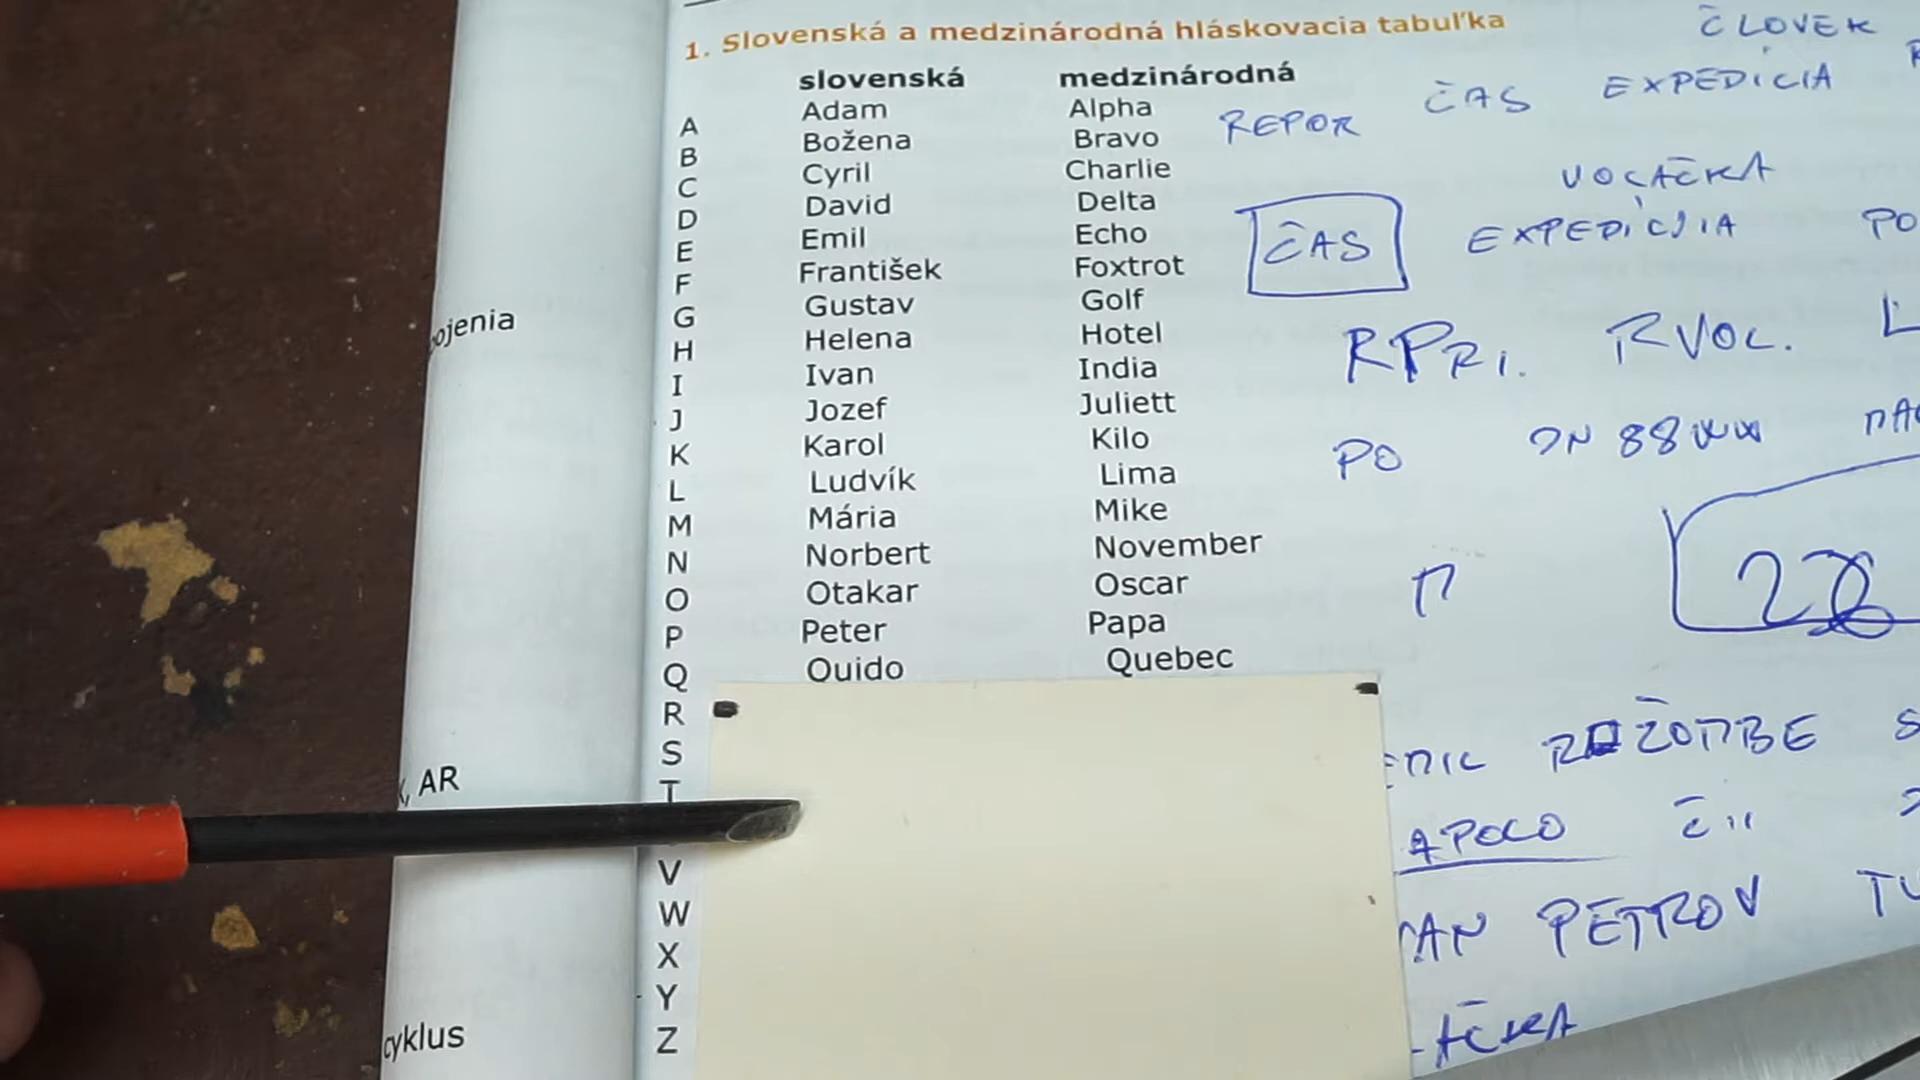 1. Slovenská a medzinárodná hláskovacia tabuľka
slovenská medzinárodná
A Adam Alpha
B Božena Bravo
C Cyril Charlie
D David Delta
E Emil Echo
F František Foxtrot
G Gustav Golf
H Helena Hotel
I Ivan India
J Jozef Juliett
K Karol Kilo
L Ludvík Lima
M Mária Mike
N Norbert November
O Otakar Oscar
P Peter Papa
Q Quido Quebec
R
S
T
V
W
X
Y
Z
ojenia
, AR
cyklus
ČLOVEK
REPOR ČAS EXPEDÍCIA
VOLAČKA
ČAS EXPEDÍCIA PO
RPRI. RVOL. L
PO
APOLO
PETROV
AČKA